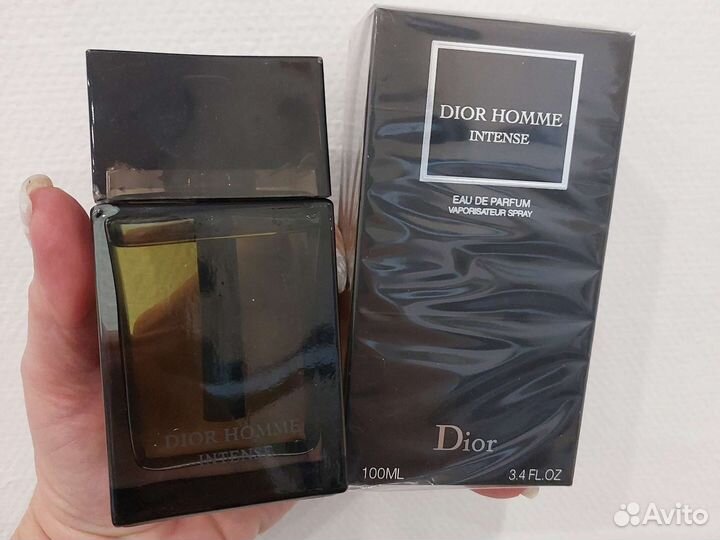 DIOR HOMME
INTENSE
DIOR HOMME
INTENSE
EAU DE PARFUM
VAPORISATEUR SPRAY
Dior
100ML 3.4 FL.OZ
Avito